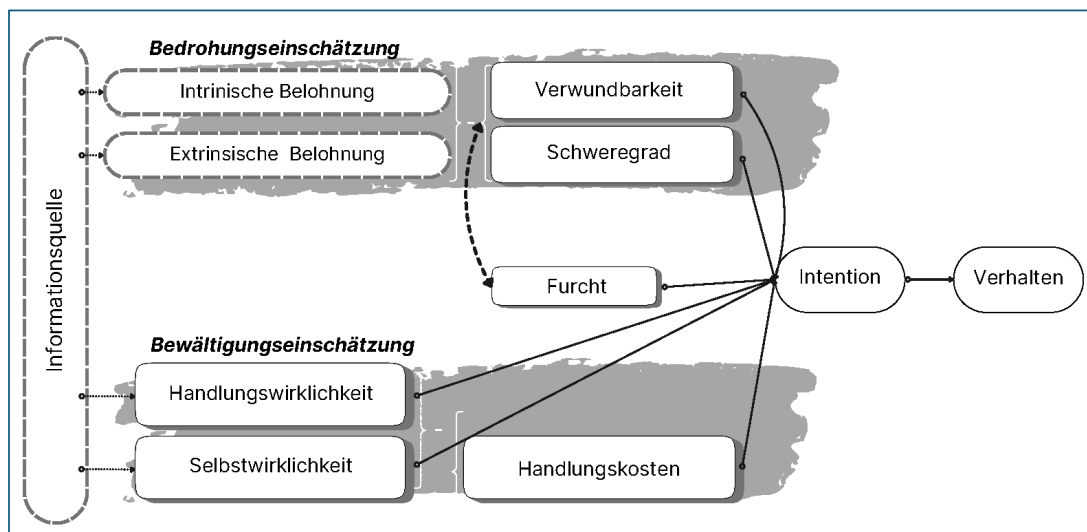 Informationsquelle
Bedrohungseinschätzung
Intrinische Belohnung
Extrinsische Belohnung
Verwundbarkeit
Schweregrad
Furcht
Intention
Verhalten
Bewältigungseinschätzung
Handlungswirklichkeit
Selbstwirklichkeit
Handlungskosten